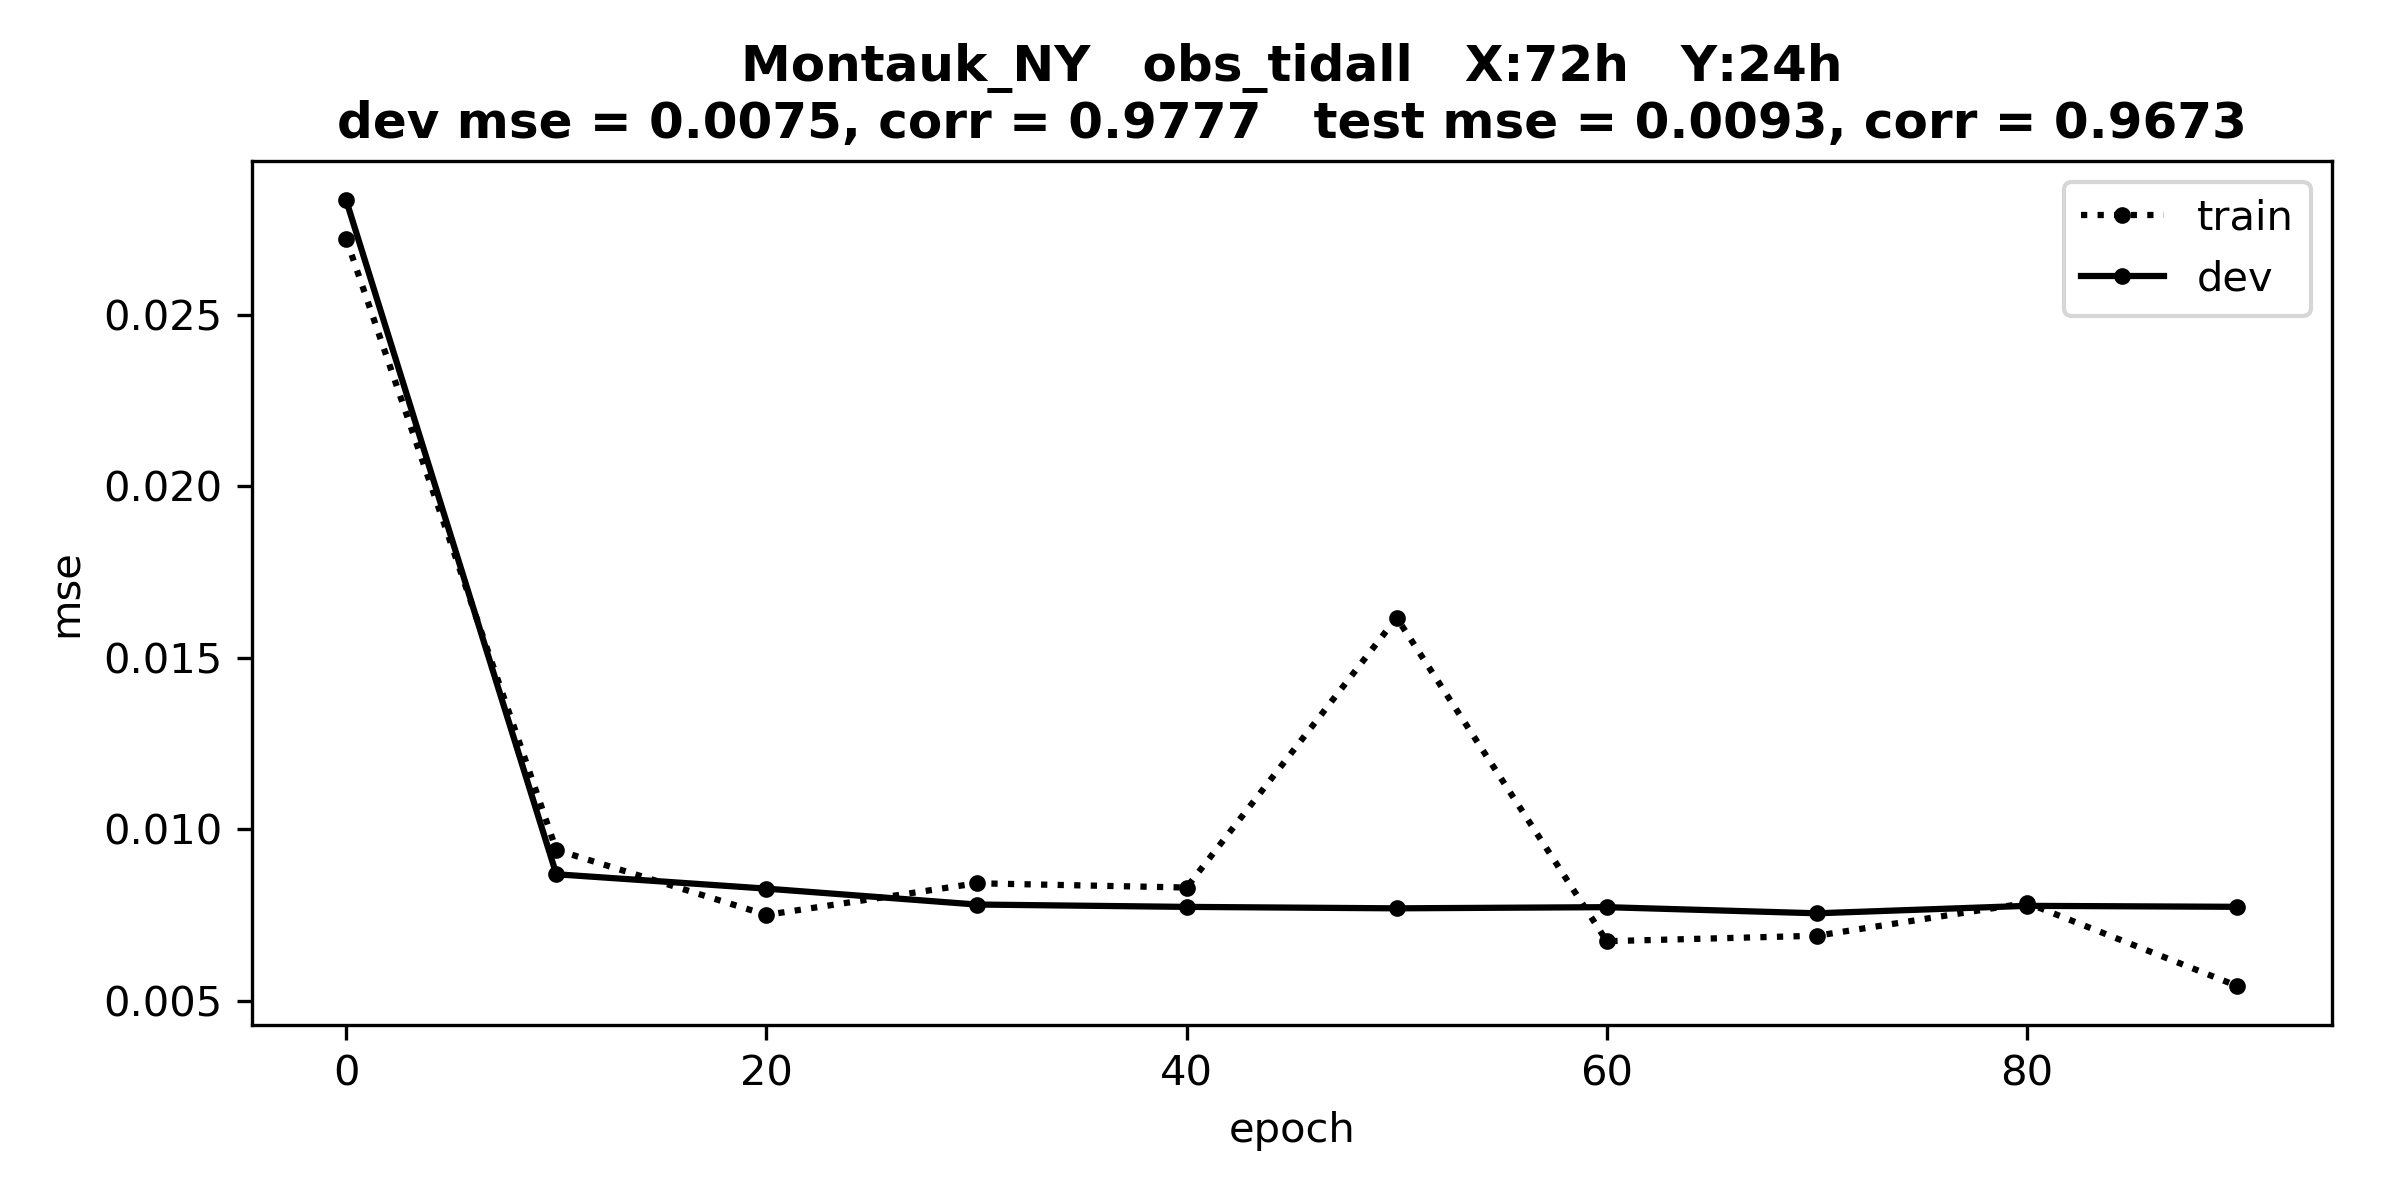 Montauk_NY obs_tidall X:72h Y:24h
dev mse = 0.0075, corr = 0.9777 test mse = 0.0093, corr = 0.9673
train
dev
0.025
0.020
0.015
0.010
0.005
mse
0 20 40 60 80
epoch